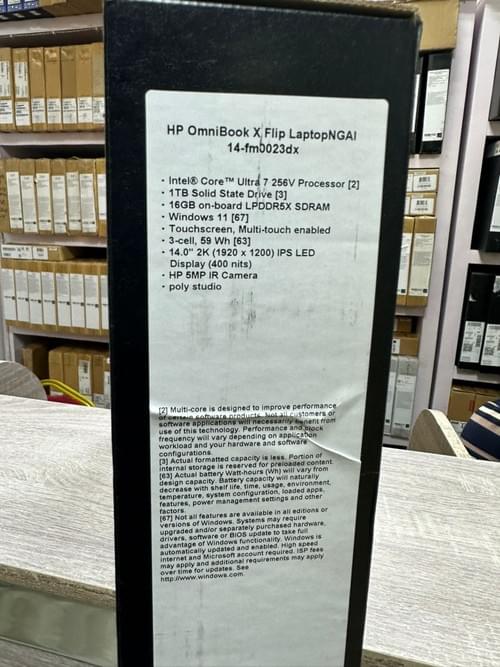 HP OmniBook X Flip LaptopNGAI
14-fm0023dx
• Intel® Core™ Ultra 7 256V Processor [2]
• 1TB Solid State Drive [3]
• 16GB on-board LPDDR5X SDRAM
• Windows 11 [67]
• Touchscreen, Multi-touch enabled
• 3-cell, 59 Wh [63]
• 14.0" 2K (1920 x 1200) IPS LED
Display (400 nits)
• HP 5MP IR Camera
• poly studio
[2] Multi-core is designed to improve performance
of certain software products. Not all customers or
software applications will necessarily benefit from
use of this technology. Performance and clock
frequency will vary depending on application
workload and your hardware and software
configurations.
[3] Actual formatted capacity is less. Portion of
internal storage is reserved for preloaded content.
[63] Actual battery Watt-hours (Wh) will vary from
design capacity. Battery capacity will naturally
decrease with shelf life, time, usage, environment,
temperature, system configuration, loaded apps,
features, power management settings and other
factors.
[67] Not all features are available in all editions or
versions of Windows. Systems may require
upgraded and/or separately purchased hardware,
drivers, software or BIOS update to take full
advantage of Windows functionality. Windows is
automatically updated and enabled. High speed
internet and Microsoft account required. ISP fees
may apply and additional requirements may apply
over time for updates. See
http://www.windows.com.